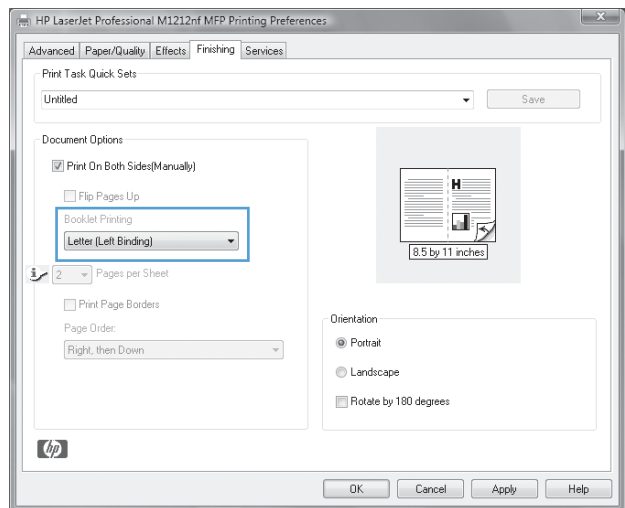 HP LaserJet Professional M1212nf MFP Printing Preferences
X
Advanced Paper/Quality Effects Finishing Services
Print Task Quick Sets
Untitled
Save
Document Options
Print On Both Sides(Manually)
Flip Pages Up
Booklet Printing
Letter (Left Binding)
2 Pages per Sheet
Print Page Borders
Page Order:
Right, then Down
H
8.5 by 11 inches
Orientation
Portrait
Landscape
Rotate by 180 degrees
hp
OK Cancel Apply Help